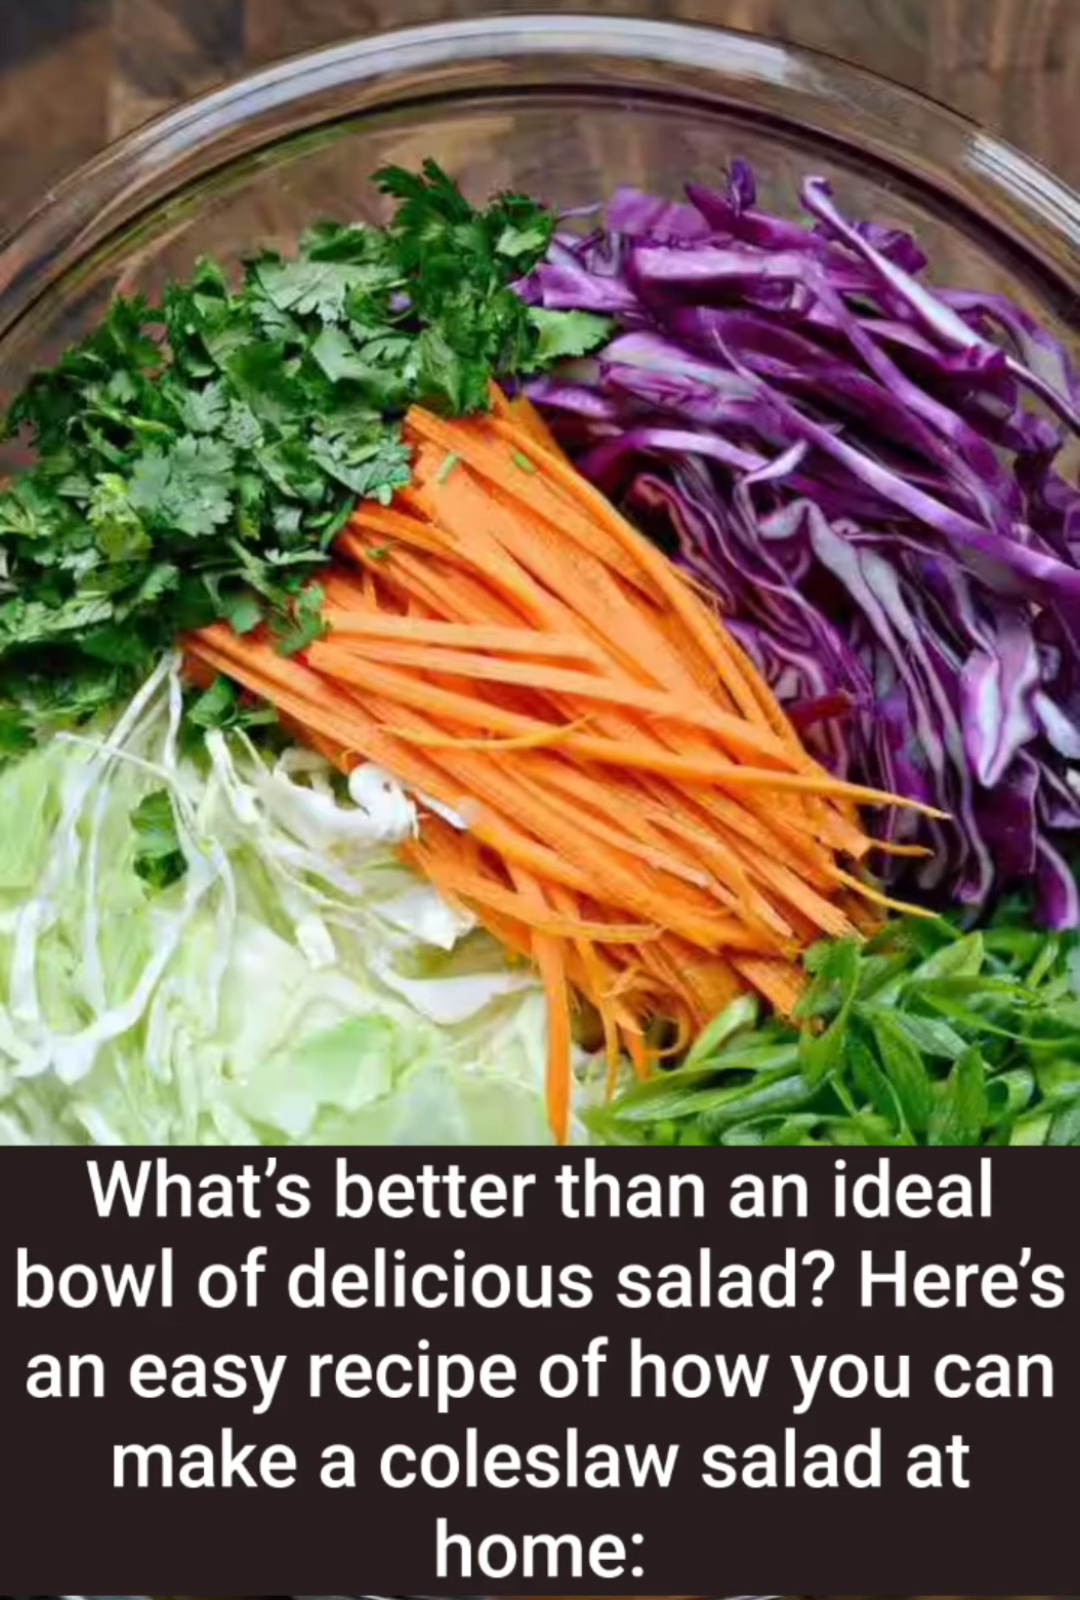 What’s better than an ideal
bowl of delicious salad? Here’s
an easy recipe of how you can
make a coleslaw salad at
home: